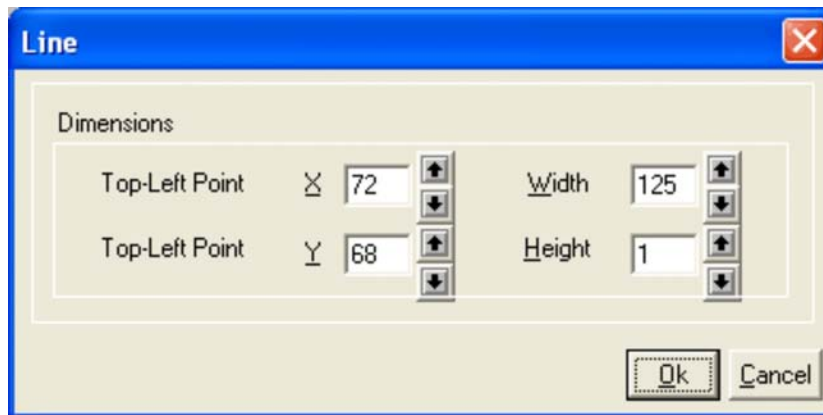 Line
Dimensions
Top-Left Point X 72 Width 125
Top-Left Point Y 68 Height 1
Ok Cancel